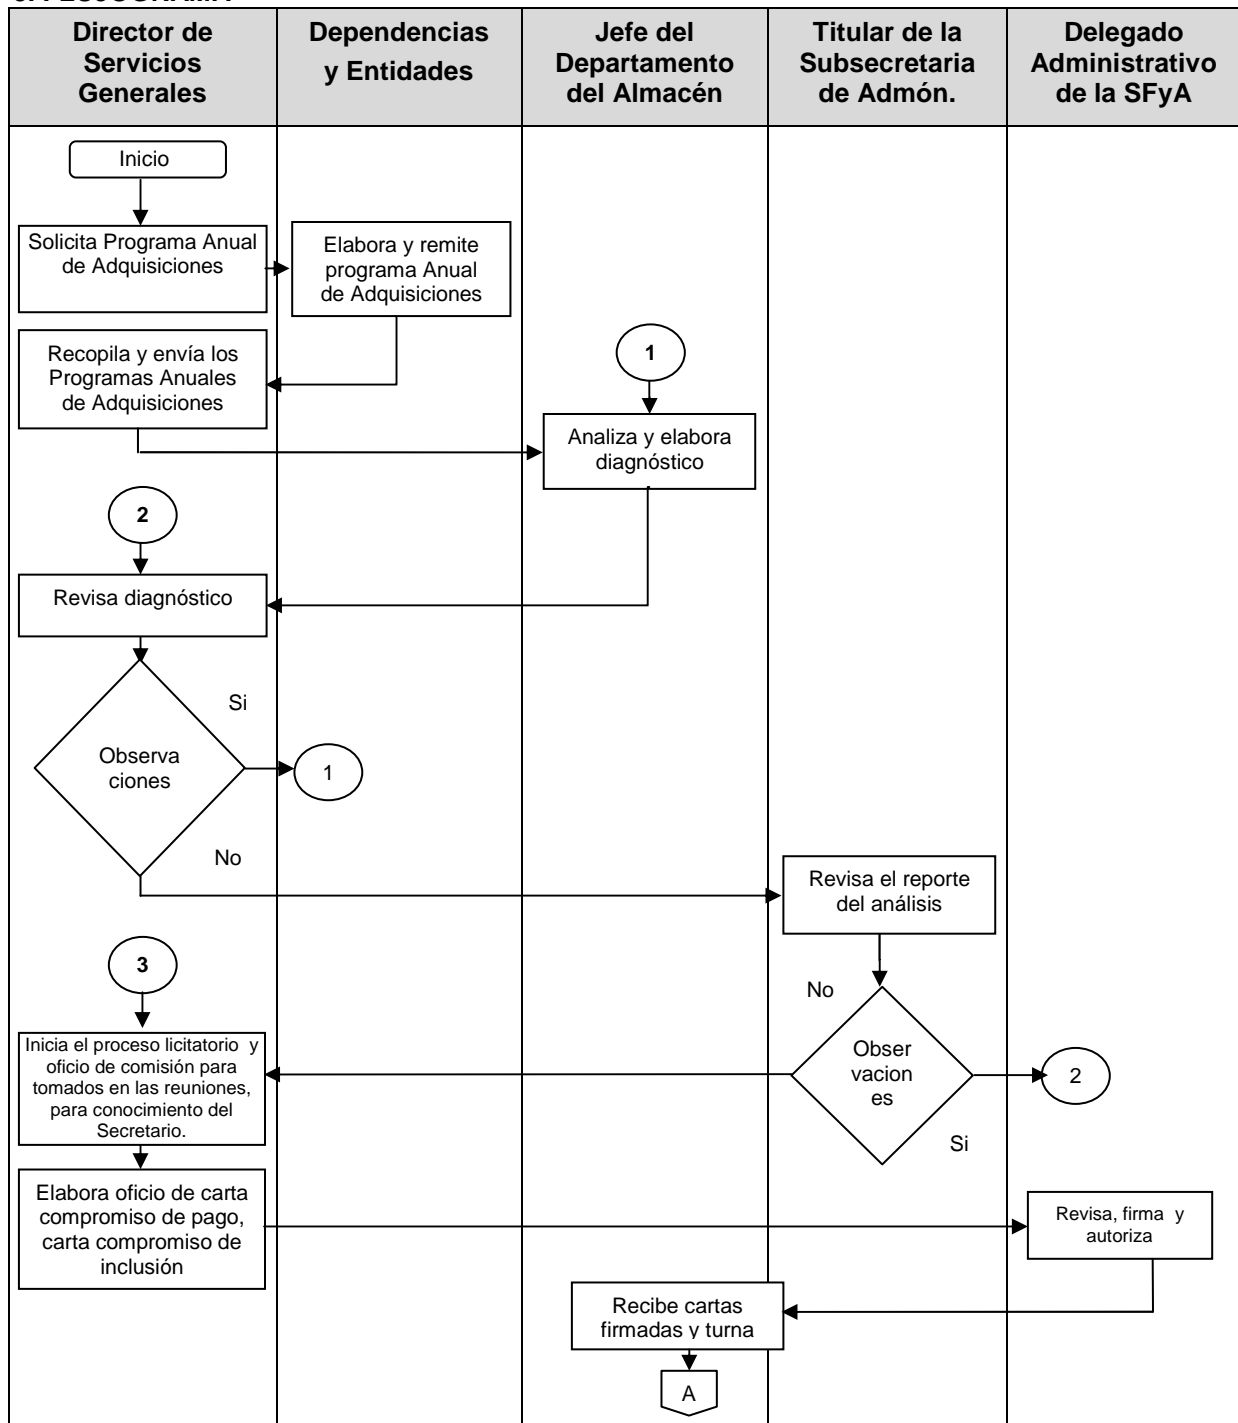 Director de
Servicios
Generales
Dependencias
y Entidades
Jefe del
Departamento
del Almacén
Titular de la
Subsecretaria
de Admón.
Delegado
Administrativo
de la SFyA
Inicio
Solicita Programa Anual
de Adquisiciones
Elabora y remite
programa Anual
de Adquisiciones
Recopila y envía los
Programas Anuales
de Adquisiciones
1
Analiza y elabora
diagnóstico
2
Revisa diagnóstico
Si
Observa
ciones
1
No
Revisa el reporte
del análisis
3
No
Inicia el proceso licitatorio y
oficio de comisión para
tomados en las reuniones,
para conocimiento del
Secretario.
Obser
vacion
es
2
Si
Elabora oficio de carta
compromiso de pago,
carta compromiso de
inclusión
Revisa, firma y
autoriza
Recibe cartas
firmadas y turna
A